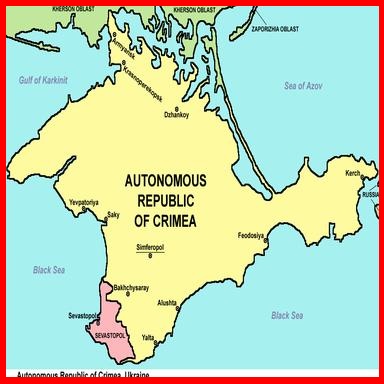 KHERSON OBLAST
KHERSON OBLAST
ZAPORIZHIA OBLAST
Armyansk
Krasnoperekopsk
Gulf of Karkinit
Sea of Azov
Dzhankoy
Kerch
AUTONOMOUS
REPUBLIC
OF CRIMEA
RUSSIA
Yevpatoriya
Saky
Feodosiya
Simferopol
Black Sea
Bakhchysaray
Alushta
Sevastopol
Black Sea
SEVASTOPOL
Yalta
Autonomous Republic of Crimea, Ukraine